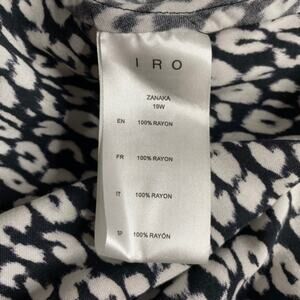 IRO
ZANAKA
19W
EN 100% RAYON
FR 100% RAYON
IT 100% RAYON
SP 100% RAYÓN